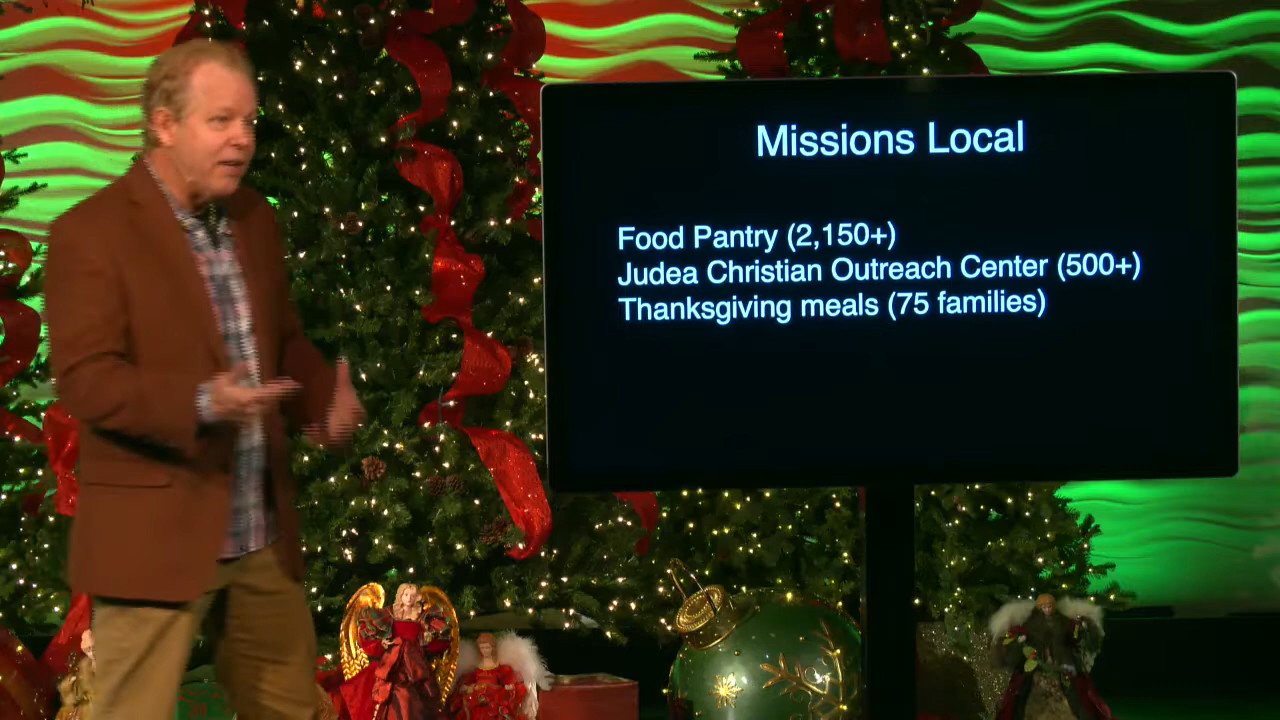 Missions Local
Food Pantry (2,150+)
Judea Christian Outreach Center (500+)
Thanksgiving meals (75 families)